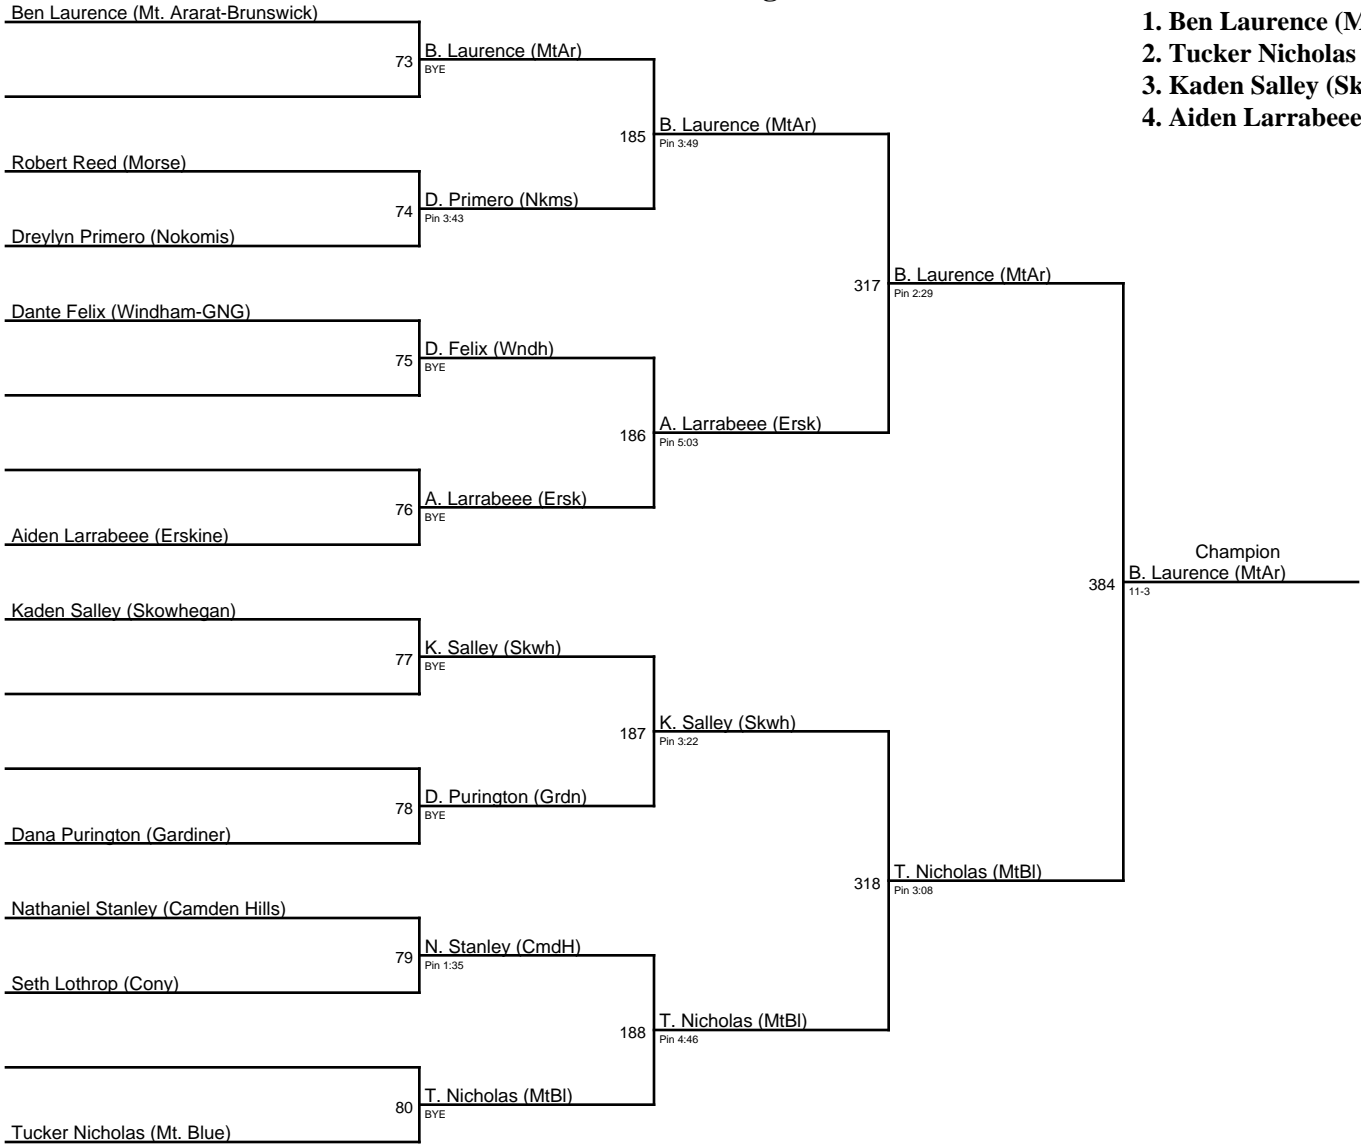 Ben Laurence (Mt. Ararat-Brunswick)
1. Ben Laurence (M
2. Tucker Nicholas
3. Kaden Salley (Sk
4. Aiden Larrabeee
73
B. Laurence (MtAr)
BYE
185
B. Laurence (MtAr)
Pin 3:49
Robert Reed (Morse)
74
D. Primero (Nkms)
Pin 3:43
Dreylyn Primero (Nokomis)
317
B. Laurence (MtAr)
Pin 2:29
Dante Felix (Windham-GNG)
75
D. Felix (Wndh)
BYE
186
A. Larrabeee (Ersk)
Pin 5:03
76
A. Larrabeee (Ersk)
BYE
Aiden Larrabeee (Erskine)
Champion
384
B. Laurence (MtAr)
11-3
Kaden Salley (Skowhegan)
77
K. Salley (Skwh)
BYE
187
K. Salley (Skwh)
Pin 3:22
78
D. Purington (Grdn)
BYE
Dana Purington (Gardiner)
318
T. Nicholas (MtBl)
Pin 3:08
Nathaniel Stanley (Camden Hills)
79
N. Stanley (CmdH)
Pin 1:35
Seth Lothrop (Cony)
188
T. Nicholas (MtBl)
Pin 4:46
80
T. Nicholas (MtBl)
BYE
Tucker Nicholas (Mt. Blue)